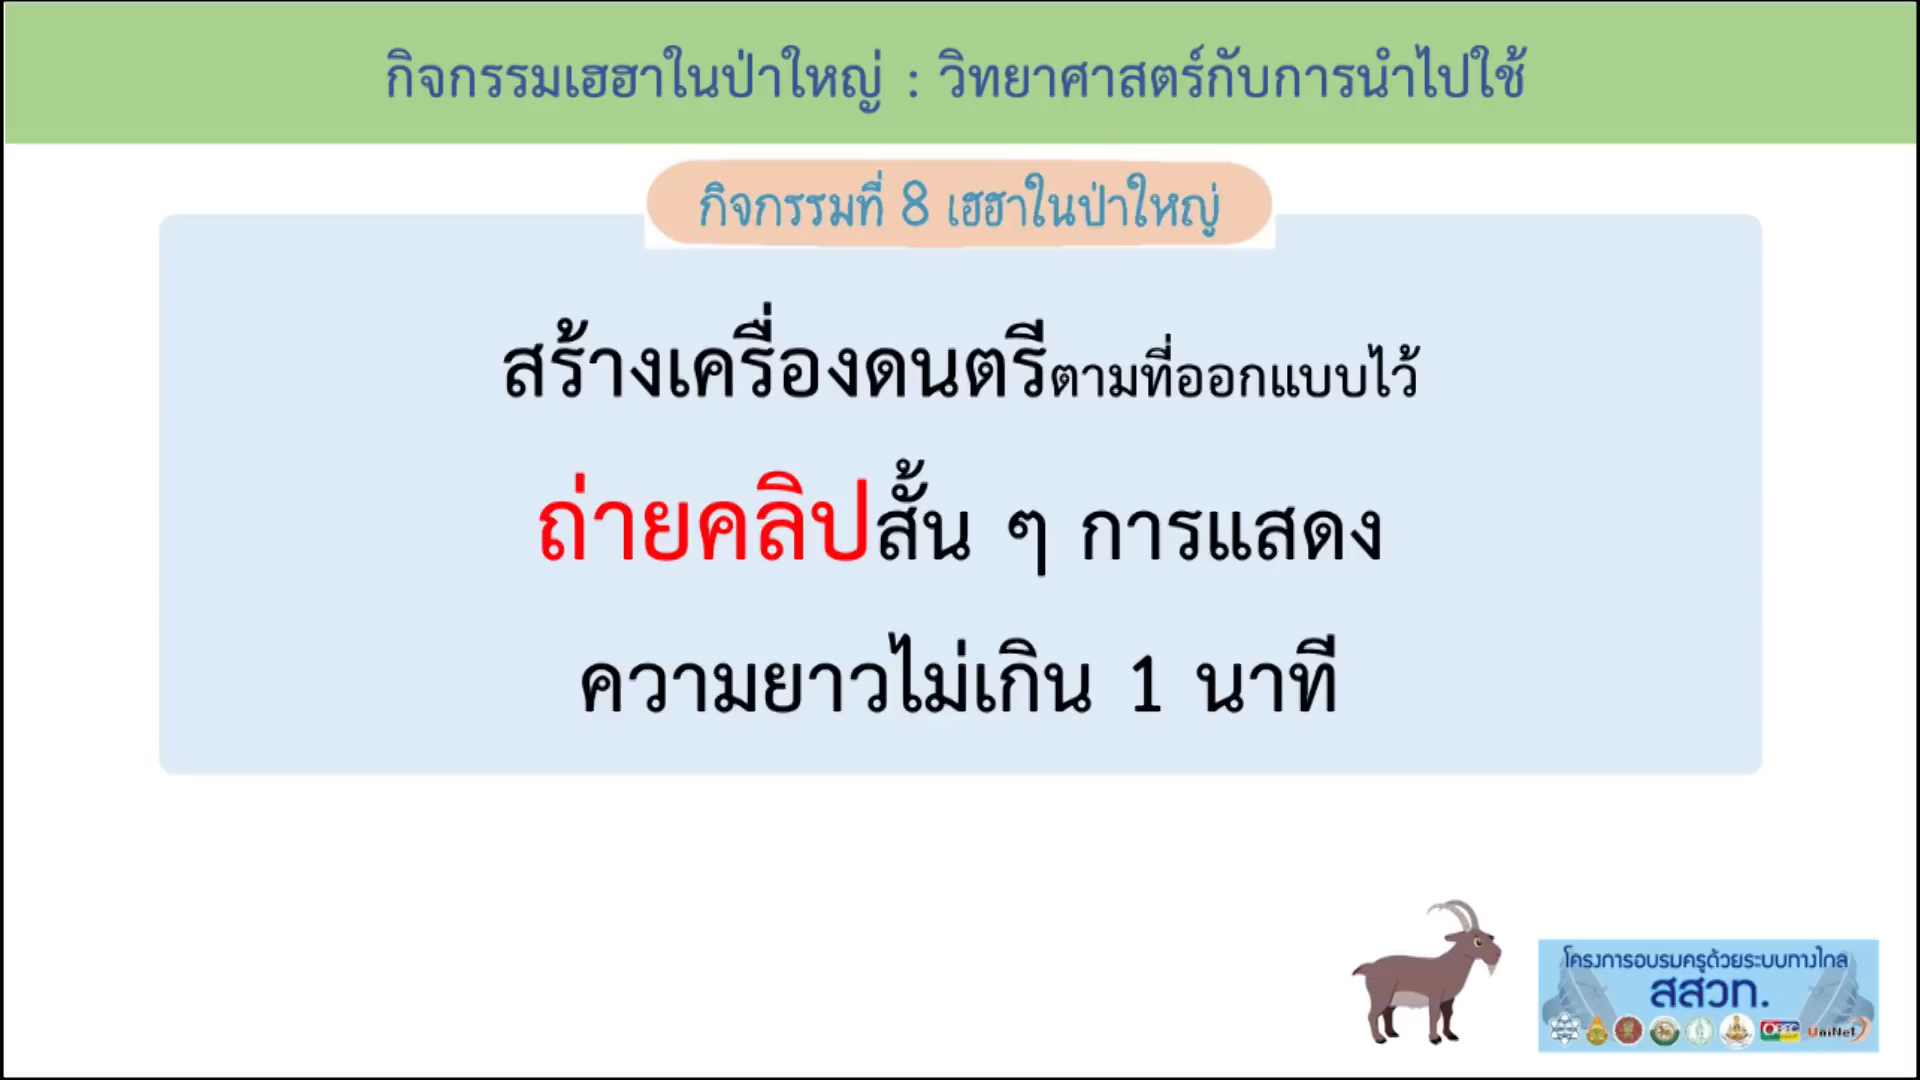 กิจกรรมเฮฮาในป่าใหญ่ : วิทยาศาสตร์กับการนำไปใช้
กิจกรรมที่ 8 เฮฮาในป่าใหญ่
สร้างเครื่องดนตรีตามที่ออกแบบไว้
ถ่ายคลิปสั้น ๆ การแสดง
ความยาวไม่เกิน 1 นาที
โครงการอบรมครูด้วยระบบทางไกล
สสวท.
UniNet